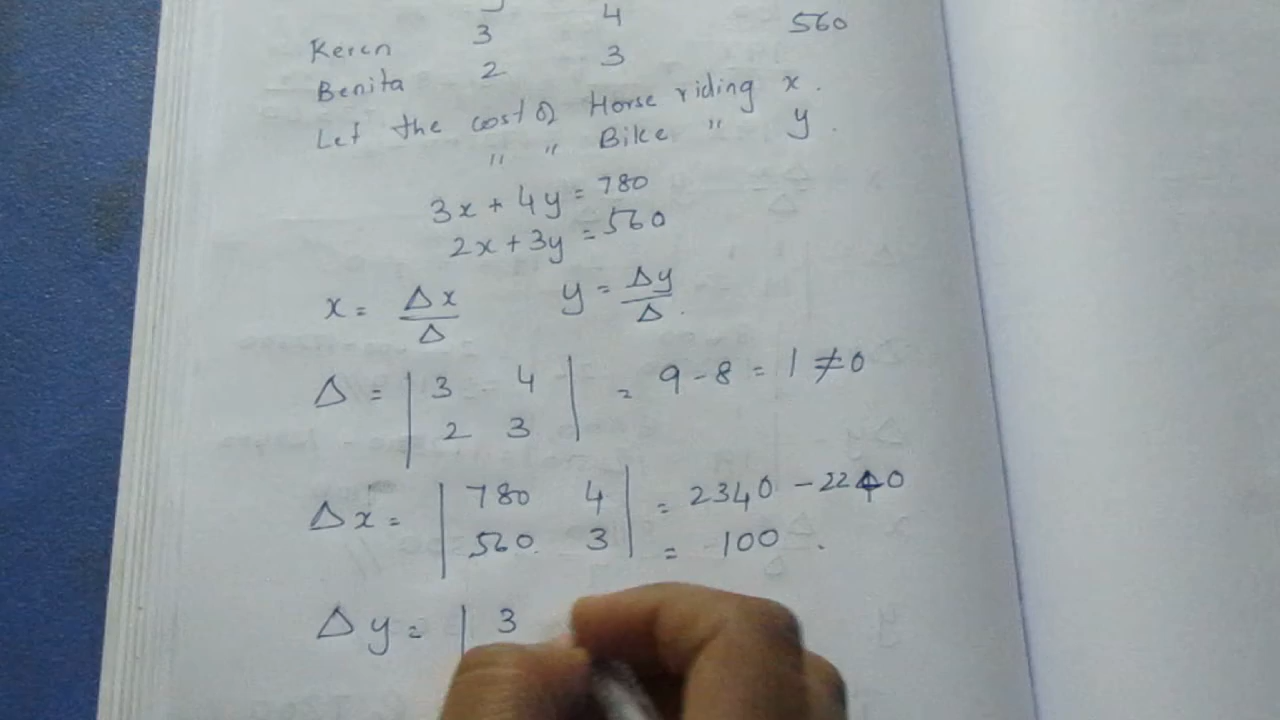 3 4
Keren 560
Benita 2 3
Let the cost of Horse riding x.
" " Bike " y.
3x + 4y = 780
2x + 3y = 560
x = Δx/Δ y = Δy/Δ.
Δ = | 3 4 | = 9 - 8 = 1 ≠ 0
| 2 3 |
Δx = | 780 4 | = 2340 - 2240
| 560. 3 | = 100.
Δy = | 3